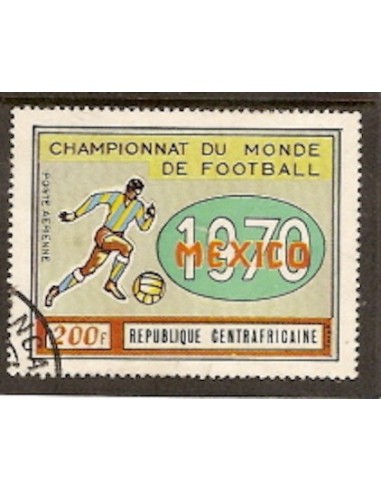 CHAMPIONNAT DU MONDE
DE FOOTBALL
POSTE AERIENNE
1970
MEXICO
200F
REPUBLIQUE CENTRAFRICAINE